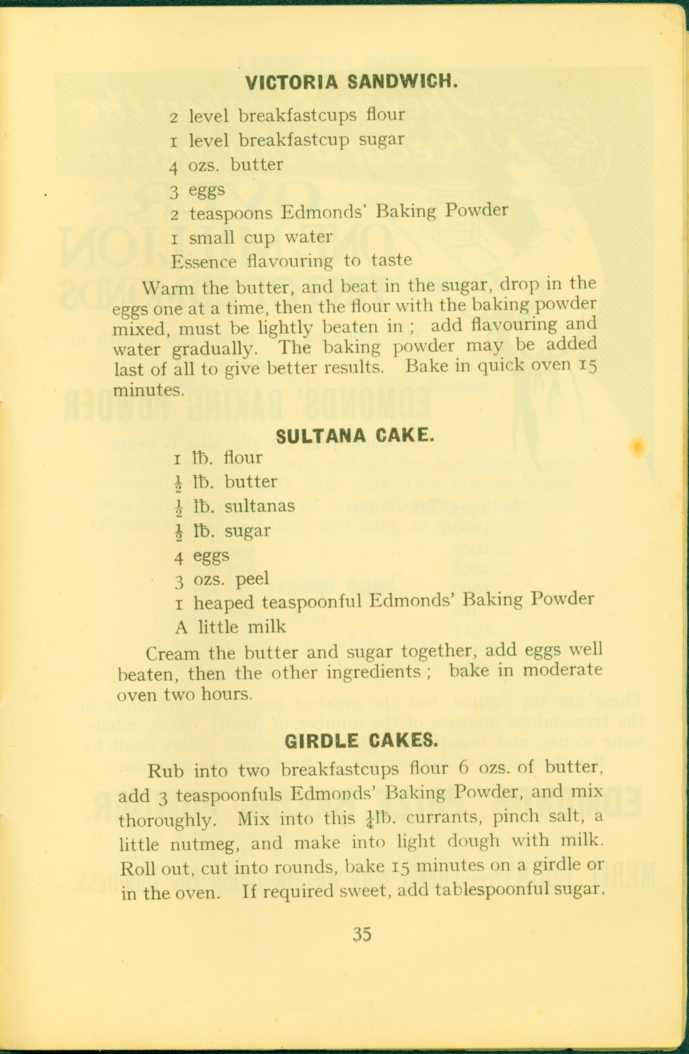 VICTORIA SANDWICH.
2 level breakfastcups flour
1 level breakfastcup sugar
4 ozs. butter
3 eggs
2 teaspoons Edmonds' Baking Powder
1 small cup water
Essence flavouring to taste
Warm the butter, and beat in the sugar, drop in the
eggs one at a time, then the flour with the baking powder
mixed, must be lightly beaten in ; add flavouring and
water gradually. The baking powder may be added
last of all to give better results. Bake in quick oven 15
minutes.
SULTANA CAKE.
1 lb. flour
½ lb. butter
½ lb. sultanas
½ lb. sugar
4 eggs
3 ozs. peel
1 heaped teaspoonful Edmonds' Baking Powder
A little milk
Cream the butter and sugar together, add eggs well
beaten, then the other ingredients ; bake in moderate
oven two hours.
GIRDLE CAKES.
Rub into two breakfastcups flour 6 ozs. of butter,
add 3 teaspoonfuls Edmonds' Baking Powder, and mix
thoroughly. Mix into this ¼lb. currants, pinch salt, a
little nutmeg, and make into light dough with milk.
Roll out, cut into rounds, bake 15 minutes on a girdle or
in the oven. If required sweet, add tablespoonful sugar.
35